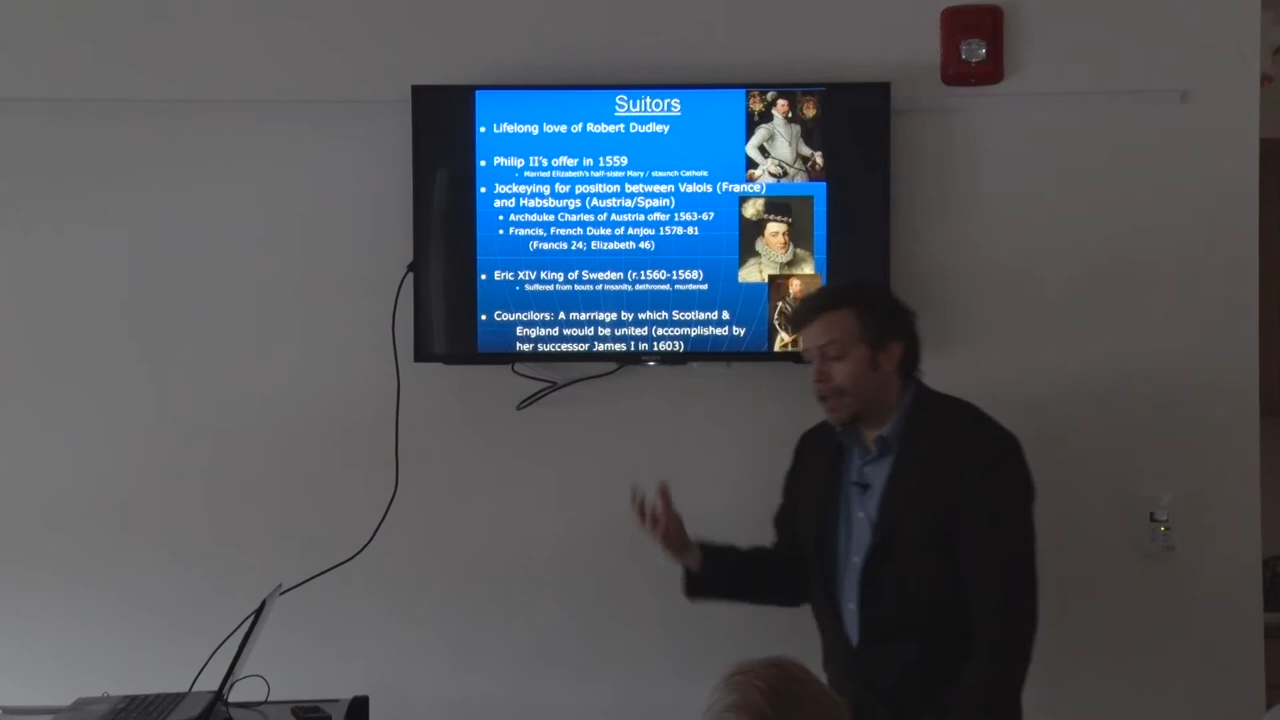 Suitors
Lifelong love of Robert Dudley
Philip II's offer in 1559
Married Elizabeth's half-sister Mary / staunch Catholic
Jockeying for position between Valois (France)
and Habsburgs (Austria/Spain)
Archduke Charles of Austria offer 1563-67
Francis, French Duke of Anjou 1578-81
(Francis 24; Elizabeth 46)
Eric XIV King of Sweden (r.1560-1568)
Suffered from bouts of insanity, dethroned, murdered
Councilors: A marriage by which Scotland &
England would be united (accomplished by
her successor James I in 1603)
SONY